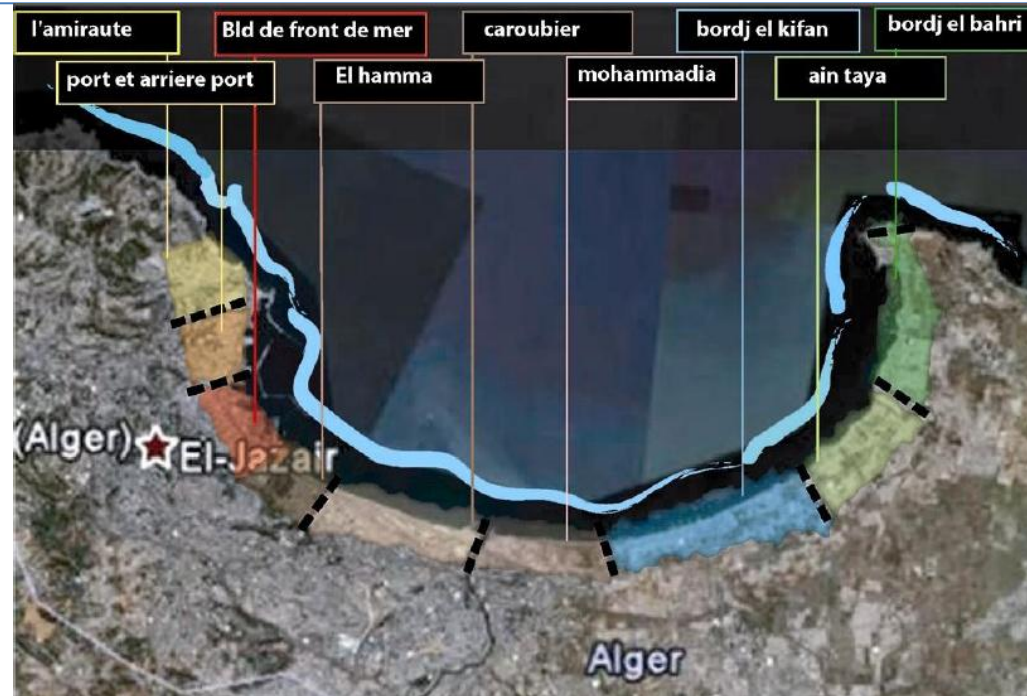 l'amiraute
Bld de front de mer
caroubier
bordj el kifan
bordj el bahri
port et arriere port
El hamma
mohammadia
ain taya
(Alger)
El-Jazair
Alger